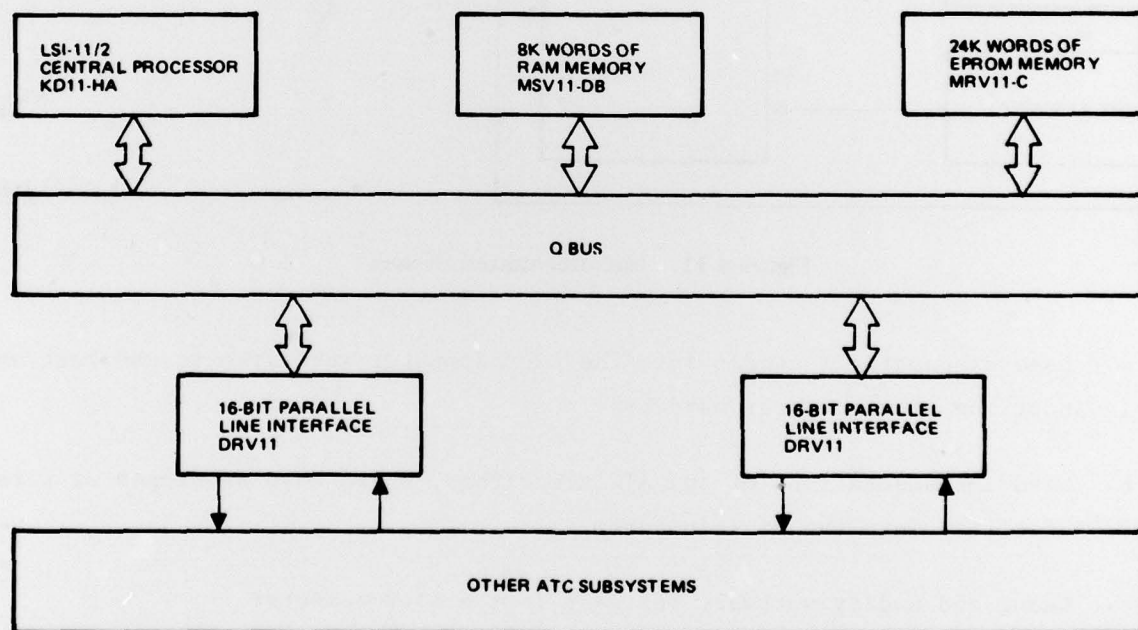 LSI-11/2
CENTRAL PROCESSOR
KD11-HA
8K WORDS OF
RAM MEMORY
MSV11-DB
24K WORDS OF
EPROM MEMORY
MRV11-C
Q BUS
16-BIT PARALLEL
LINE INTERFACE
DRV11
16-BIT PARALLEL
LINE INTERFACE
DRV11
OTHER ATC SUBSYSTEMS